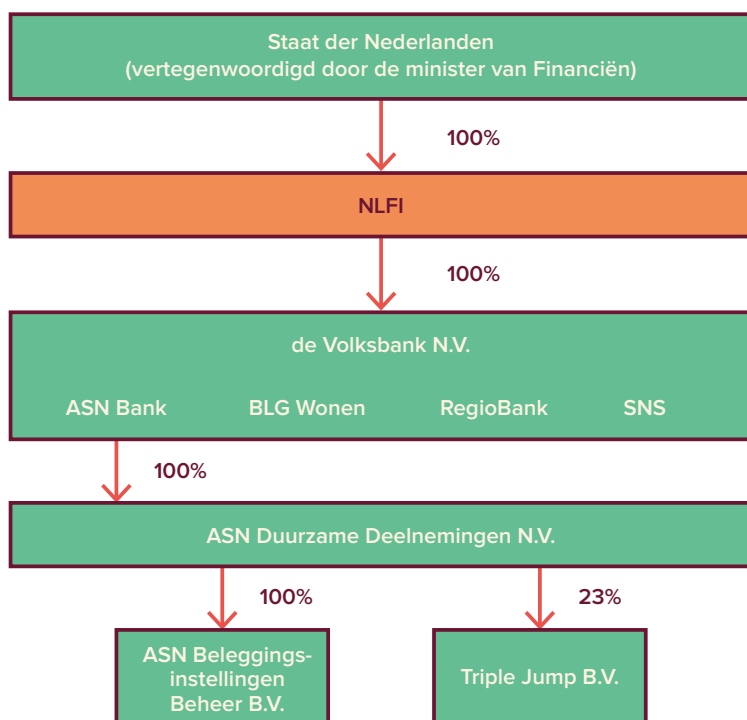 Staat der Nederlanden
(vertegenwoordigd door de minister van Financiën)
100%
NLFI
100%
de Volksbank N.V.
ASN Bank BLG Wonen RegioBank SNS
100%
ASN Duurzame Deelnemingen N.V.
100% 23%
ASN Beleggings-
instellingen
Beheer B.V.
Triple Jump B.V.